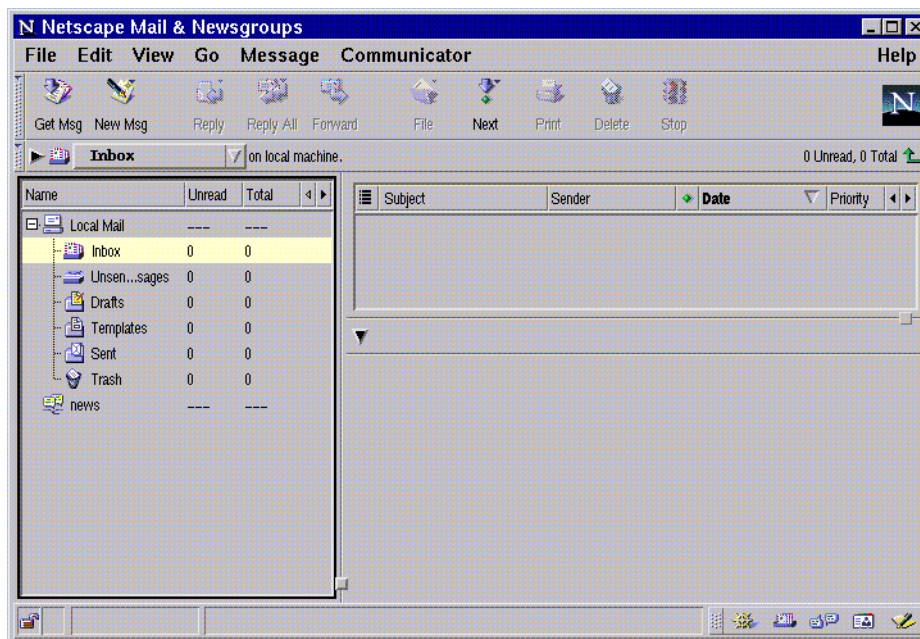 N Netscape Mail & Newsgroups
File Edit View Go Message Communicator Help
Get Msg New Msg Reply Reply All Forward File Next Print Delete Stop
N
Inbox on local machine. 0 Unread, 0 Total
Name Unread Total Subject Sender Date Priority
Local Mail --- ---
Inbox 0 0
Unsen...sages 0 0
Drafts 0 0
Templates 0 0
Sent 0 0
Trash 0 0
news --- ---